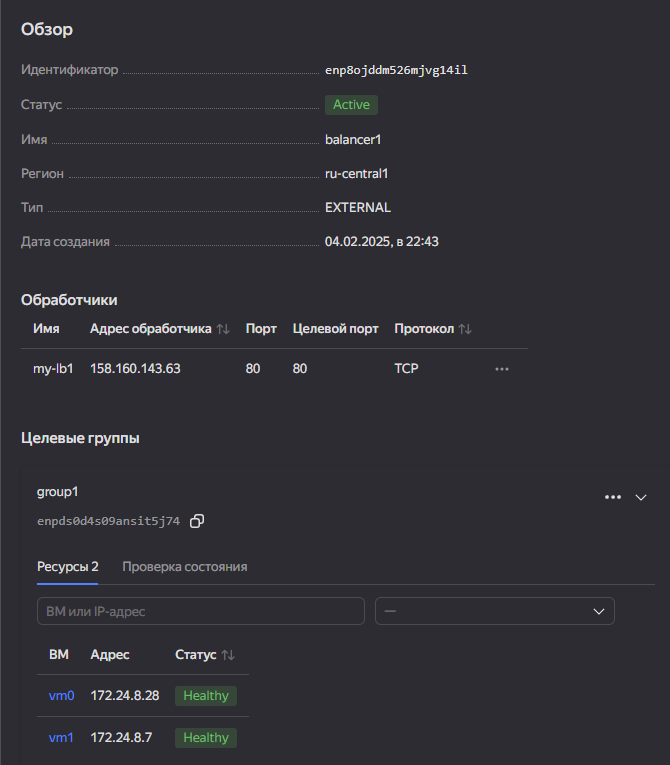 Обзор
Идентификатор enp8ojddm526mjvg14il
Статус Active
Имя balancer1
Регион ru-central1
Тип EXTERNAL
Дата создания 04.02.2025, в 22:43
Обработчики
Имя Адрес обработчика Порт Целевой порт Протокол
my-lb1 158.160.143.63 80 80 TCP
Целевые группы
group1
enpds0d4s09ansit5j74
Ресурсы 2 Проверка состояния
ВМ или IP-адрес —
ВМ Адрес Статус
vm0 172.24.8.28 Healthy
vm1 172.24.8.7 Healthy